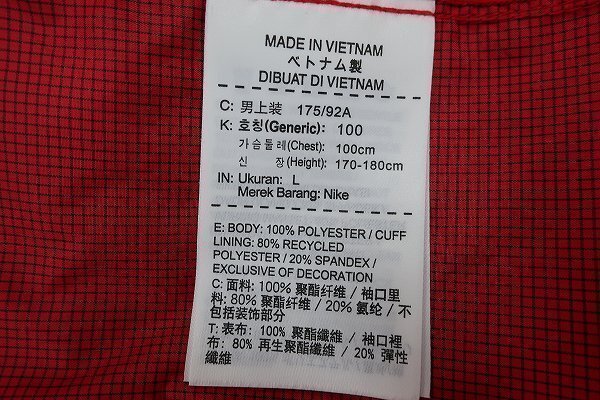 MADE IN VIETNAM
ベトナム製
DIBUAT DI VIETNAM
C: 男上装 175/92A
K: 호칭(Generic): 100
가슴둘레(Chest): 100cm
신 장(Height): 170-180cm
IN: Ukuran: L
Merek Barang: Nike
E: BODY: 100% POLYESTER / CUFF
LINING: 80% RECYCLED
POLYESTER / 20% SPANDEX /
EXCLUSIVE OF DECORATION
C: 面料: 100% 聚酯纤维 / 袖口里
料: 80% 聚酯纤维 / 20% 氨纶 / 不
包括装饰部分
T: 表布: 100% 聚酯纖維 / 袖口裡
布: 80% 再生聚酯纖維 / 20% 彈性
纖維